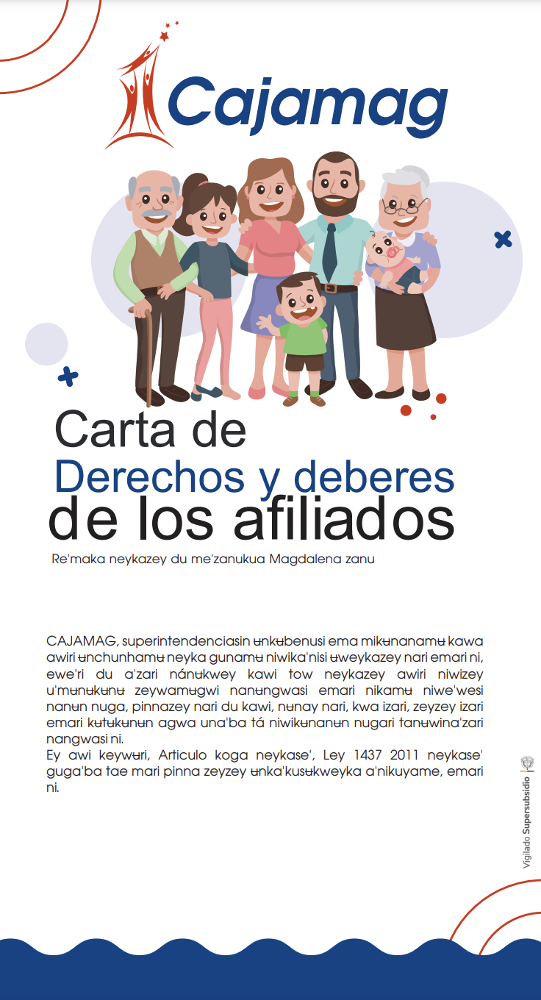 Cajamag
Carta de
Derechos y deberes
de los afiliados
Re'maka neykazey du me'zanukua Magdalena zanu
CAJAMAG, superintendenciasin ʉnkʉbenusi ema mikʉnanamʉ kawa
awiri ʉnchunhamʉ neyka gunamʉ niwika'nisi ʉweykazey nari emari ni,
ewe'ri du a'zari nánʉkwey kawi tow neykazey awiri niwizey
u'mʉnʉkʉnʉ zeywamʉgwi nanʉngwasi emari nikamʉ niwe'wesi
nanʉn nuga, pinnazey nari du kawi, nʉnay nari, kwa izari, zeyzey izari
emari kʉtʉkʉnʉn agwa una'ba tá niwikʉnanʉn nugari tanʉwina'zari
nangwasi ni.
Ey awi keywʉri, Articulo koga neykase', Ley 1437 2011 neykase'
guga'ba tae mari pinna zeyzey ʉnka'kusʉkweyka a'nikuyame, emari
ni.
Vigilado Supersubsidio